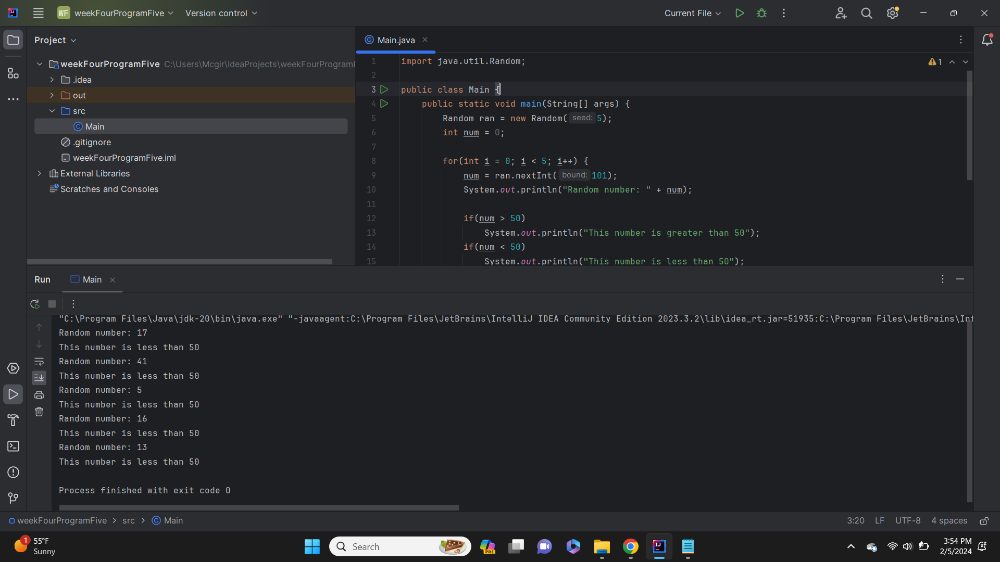 WF weekFourProgramFive Version control Current File
Project
weekFourProgramFive C:\Users\Mcgir\IdeaProjects\weekFourProgramF
.idea
out
src
Main
.gitignore
weekFourProgramFive.iml
External Libraries
Scratches and Consoles
Main.java
1 import java.util.Random;
2
3 public class Main {
4 public static void main(String[] args) {
5 Random ran = new Random( seed: 5);
6 int num = 0;
7
8 for(int i = 0; i < 5; i++) {
9 num = ran.nextInt( bound: 101);
10 System.out.println("Random number: " + num);
11
12 if(num > 50)
13 System.out.println("This number is greater than 50");
14 if(num < 50)
15 System.out.println("This number is less than 50");
1
Run Main
"C:\Program Files\Java\jdk-20\bin\java.exe" "-javaagent:C:\Program Files\JetBrains\IntelliJ IDEA Community Edition 2023.3.2\lib\idea_rt.jar=51935:C:\Program Files\JetBrains\Int
Random number: 17
This number is less than 50
Random number: 41
This number is less than 50
Random number: 5
This number is less than 50
Random number: 16
This number is less than 50
Random number: 13
This number is less than 50
Process finished with exit code 0
weekFourProgramFive > src > Main 3:20 LF UTF-8 4 spaces
1 55°F
Sunny
Search
PRE
IJ
3:54 PM
2/5/2024